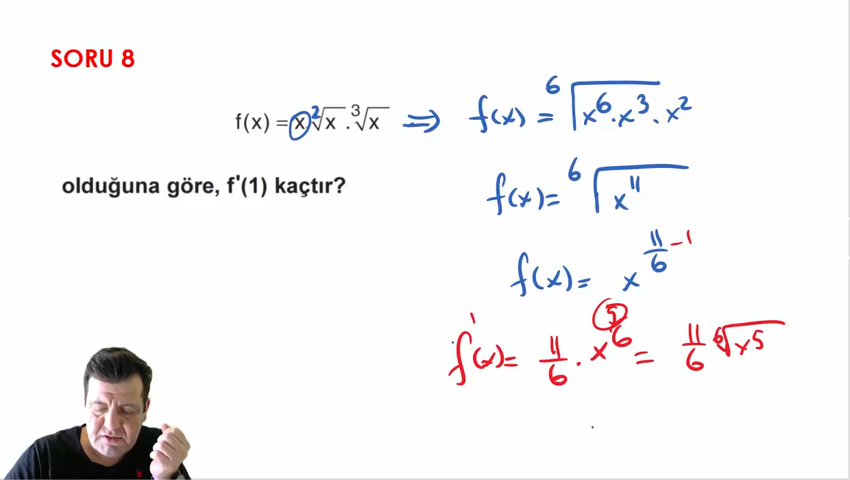 SORU 8
f(x) = x ²√x . ³√x ⇒ f(x) = ⁶√x⁶.x³.x²
olduğuna göre, f'(1) kaçtır?
f(x) = ⁶√x¹¹
f(x) = x^(11/6 -1)
f'(x) = 11/6 . x^(5/6) = 11/6 ⁶√x⁵